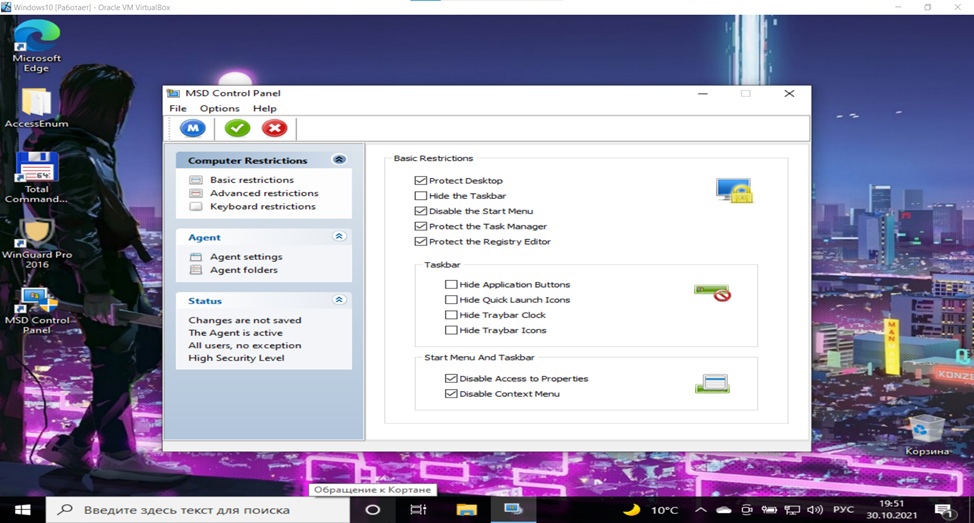 Windows10 [Работает] - Oracle VM VirtualBox
Microsoft
Edge
AccessEnum
64
Total
Command...
WinGuard Pro
2016
MSD Control
Panel
MSD Control Panel
File Options Help
M
Computer Restrictions
Basic restrictions
Advanced restrictions
Keyboard restrictions
Agent
Agent settings
Agent folders
Status
Changes are not saved
The Agent is active
All users, no exception
High Security Level
Basic Restrictions
Protect Desktop
Hide the Taskbar
Disable the Start Menu
Protect the Task Manager
Protect the Registry Editor
Taskbar
Hide Application Buttons
Hide Quick Launch Icons
Hide Traybar Clock
Hide Traybar Icons
Start Menu And Taskbar
Disable Access to Properties
Disable Context Menu
KONZE
Корзина
Обращение к Кортане
Введите здесь текст для поиска
10°C
РУС
19:51
30.10.2021
1